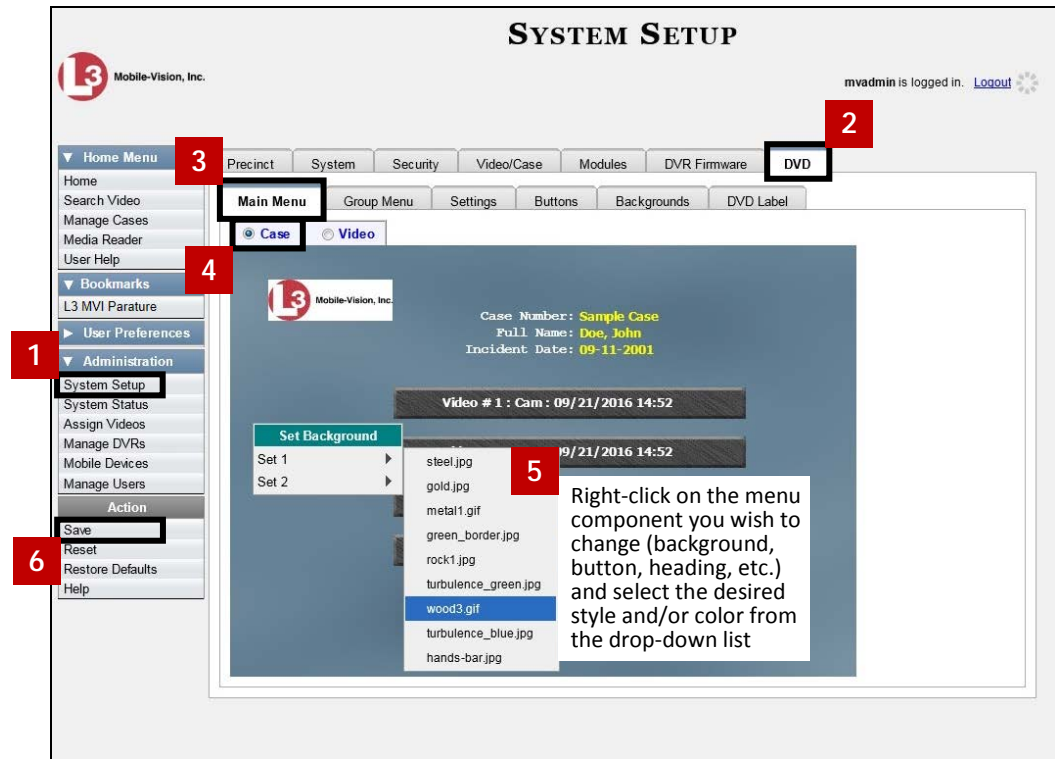 SYSTEM SETUP
L3 Mobile-Vision, Inc.
mvadmin is logged in. Logout
2
▼ Home Menu
Home
Search Video
Manage Cases
Media Reader
User Help
▼ Bookmarks
L3 MVI Parature
► User Preferences
1
▼ Administration
System Setup
System Status
Assign Videos
Manage DVRs
Mobile Devices
Manage Users
Action
Save
6
Reset
Restore Defaults
Help
3
Precinct System Security Video/Case Modules DVR Firmware DVD
Main Menu Group Menu Settings Buttons Backgrounds DVD Label
Case Video
4
L3 Mobile-Vision, Inc.
Case Number: Sample Case
Full Name: Doe, John
Incident Date: 09-11-2001
Video # 1 : Cam : 09/21/2016 14:52
09/21/2016 14:52
Set Background
Set 1
Set 2
steel.jpg
gold.jpg
metal1.gif
green_border.jpg
rock1.jpg
turbulence_green.jpg
wood3.gif
turbulence_blue.jpg
hands-bar.jpg
5
Right-click on the menu
component you wish to
change (background,
button, heading, etc.)
and select the desired
style and/or color from
the drop-down list